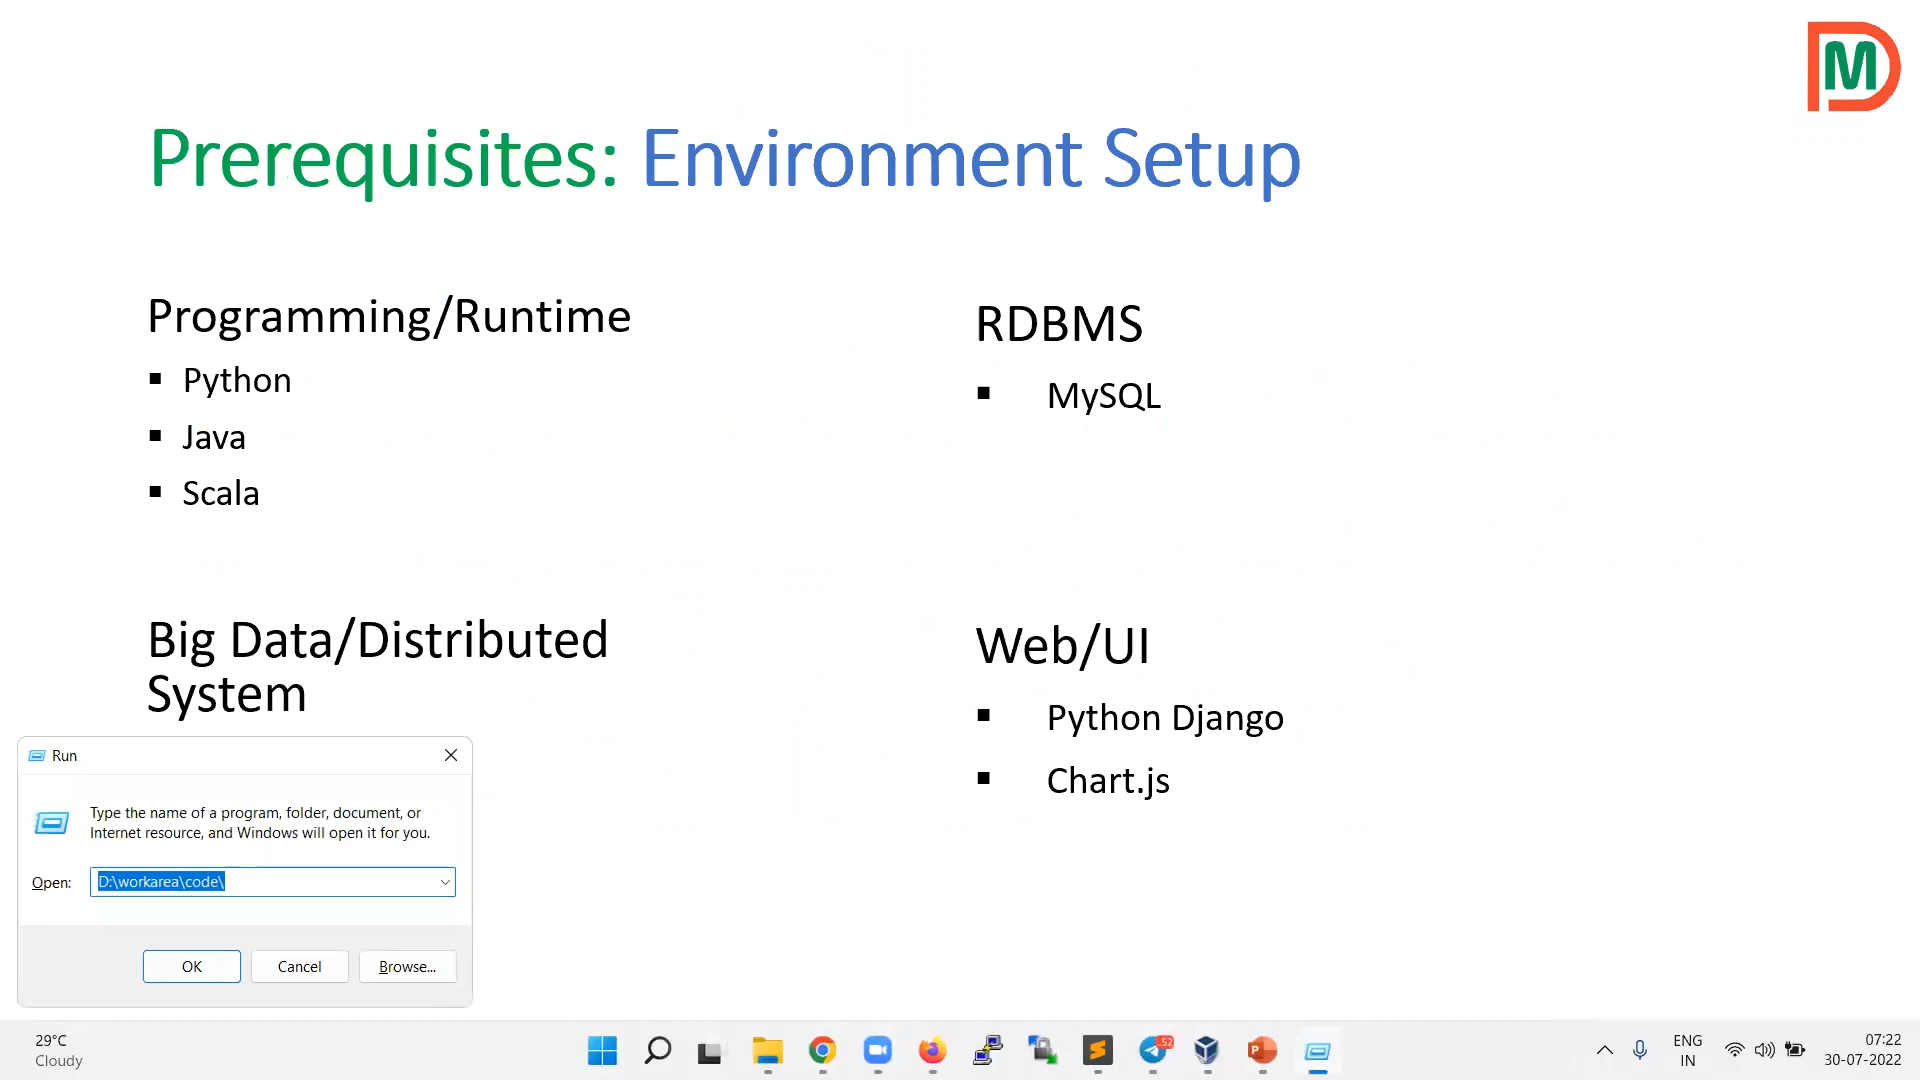 DM
Prerequisites: Environment Setup
Programming/Runtime
▪ Python
▪ Java
▪ Scala
RDBMS
▪ MySQL
Big Data/Distributed
System
Web/UI
▪ Python Django
▪ Chart.js
Run
Type the name of a program, folder, document, or
Internet resource, and Windows will open it for you.
Open: D:\workarea\code\
OK Cancel Browse...
29°C
Cloudy
52
ENG
IN
07:22
30-07-2022